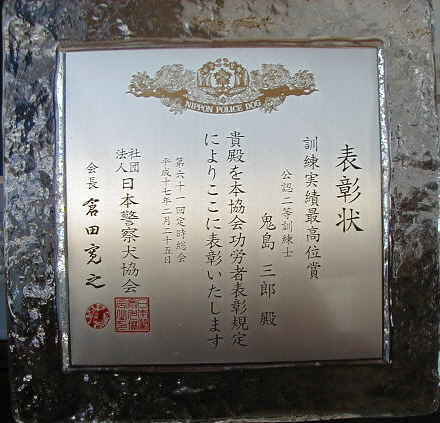 NIPPON POLICE DOG
表彰状
訓練実績最高位賞
公認二等訓練士
鬼島 三郎 殿
貴殿を本協会功労者表彰規定
によりここに表彰いたします
第六十一回定時総会
平成十七年二月二十五日
社団法人 日本警察犬協会
会長 倉田寛之